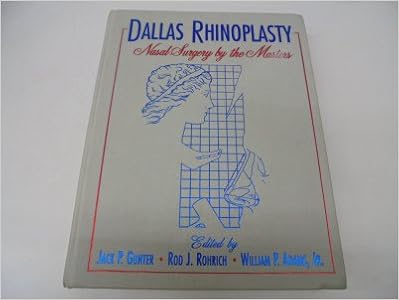 DALLAS RHINOPLASTY
Nasal Surgery by the Masters
Edited by
JACK P. GUNTER • ROD J. ROHRICH • WILLIAM P. ADAMS, JR.